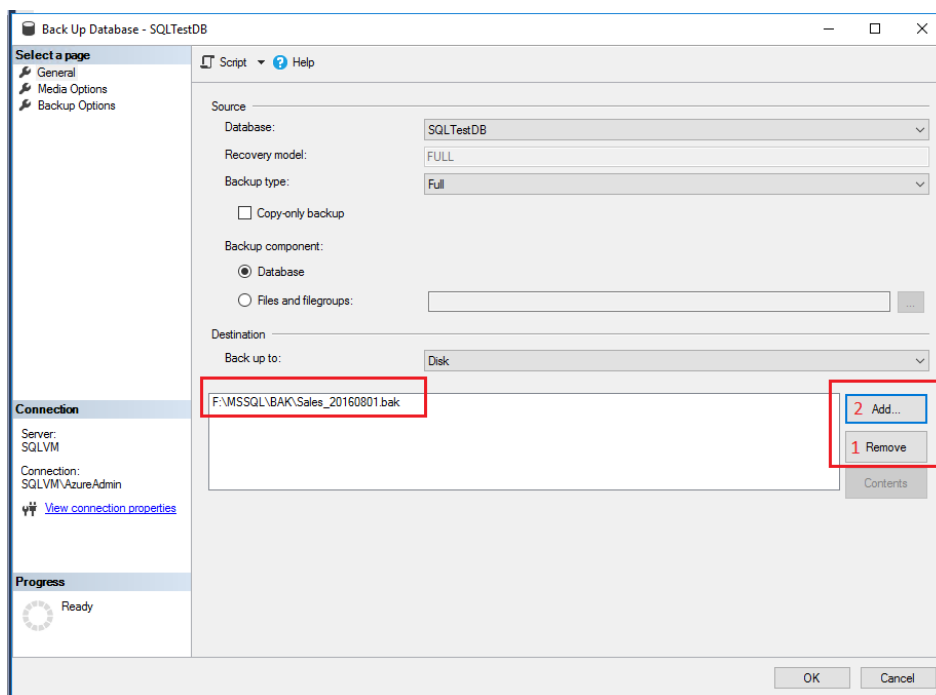 Back Up Database - SQLTestDB
Select a page
General
Media Options
Backup Options
Script
Help
Source
Database:
SQLTestDB
Recovery model:
FULL
Backup type:
Full
Copy-only backup
Backup component:
Database
Files and filegroups:
...
Destination
Back up to:
Disk
F:\MSSQL\BAK\Sales_20160801.bak
2 Add...
1 Remove
Contents
Connection
Server:
SQLVM
Connection:
SQLVM\AzureAdmin
View connection properties
Progress
Ready
OK
Cancel